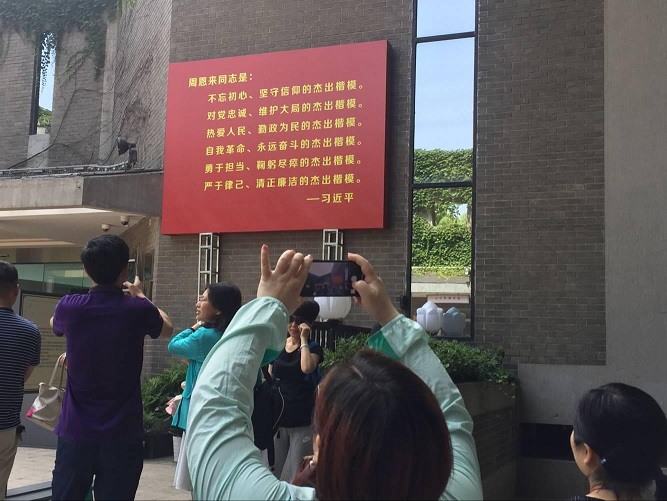 周恩来同志是：
不忘初心、坚守信仰的杰出楷模。
对党忠诚、维护大局的杰出楷模。
热爱人民、勤政为民的杰出楷模。
自我革命、永远奋斗的杰出楷模。
勇于担当、鞠躬尽瘁的杰出楷模。
严于律己、清正廉洁的杰出楷模。
——习近平